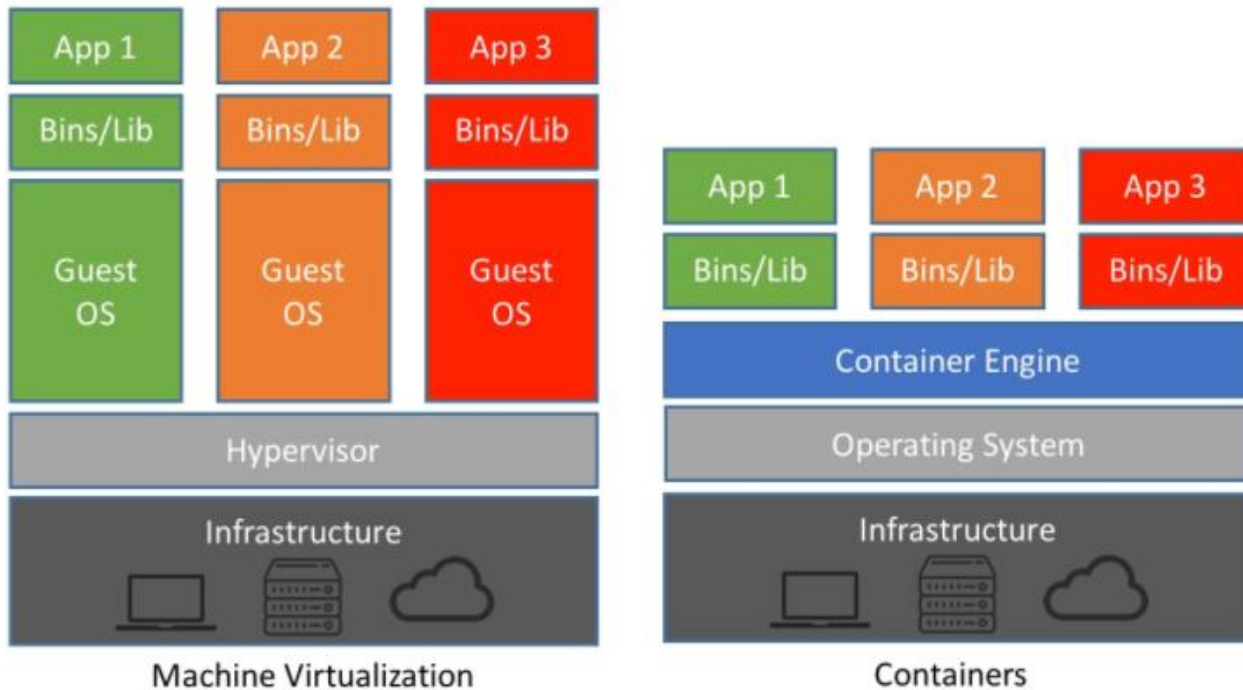 App 1
App 2
App 3
Bins/Lib
Bins/Lib
Bins/Lib
Guest
OS
Guest
OS
Guest
OS
Hypervisor
Infrastructure
Machine Virtualization
App 1
App 2
App 3
Bins/Lib
Bins/Lib
Bins/Lib
Container Engine
Operating System
Infrastructure
Containers